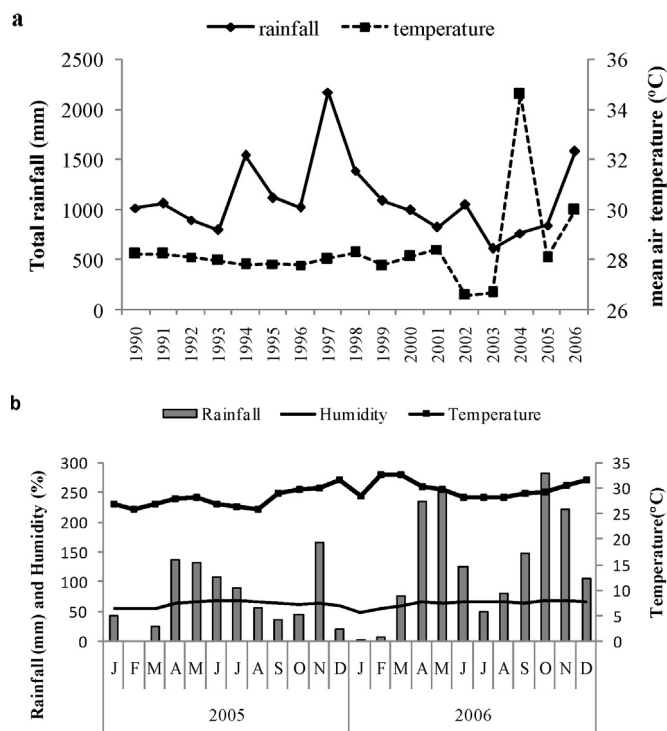 a
rainfall temperature
Total rainfall (mm)
2500
2000
1500
1000
500
0
mean air temperature (ºC)
36
34
32
30
28
26
1990 1991 1992 1993 1994 1995 1996 1997 1998 1999 2000 2001 2002 2003 2004 2005 2006
b
Rainfall Humidity Temperature
Rainfall (mm) and Humidity (%)
300
250
200
150
100
50
0
Temperature(°C)
35
30
25
20
15
10
5
0
J F M A M J J A S O N D J F M A M J J A S O N D
2005 2006